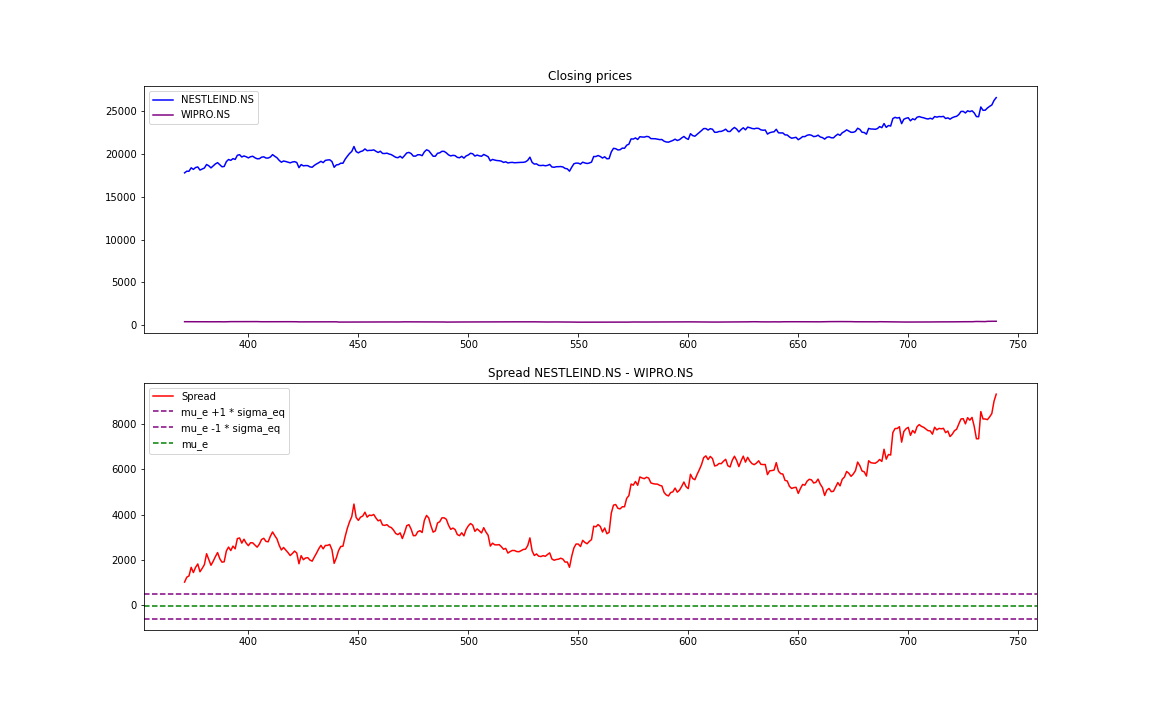 Closing prices
NESTLEIND.NS
WIPRO.NS
25000
20000
15000
10000
5000
0
400 450 500 550 600 650 700 750
Spread NESTLEIND.NS - WIPRO.NS
Spread
mu_e +1 * sigma_eq
mu_e -1 * sigma_eq
mu_e
8000
6000
4000
2000
0
400 450 500 550 600 650 700 750